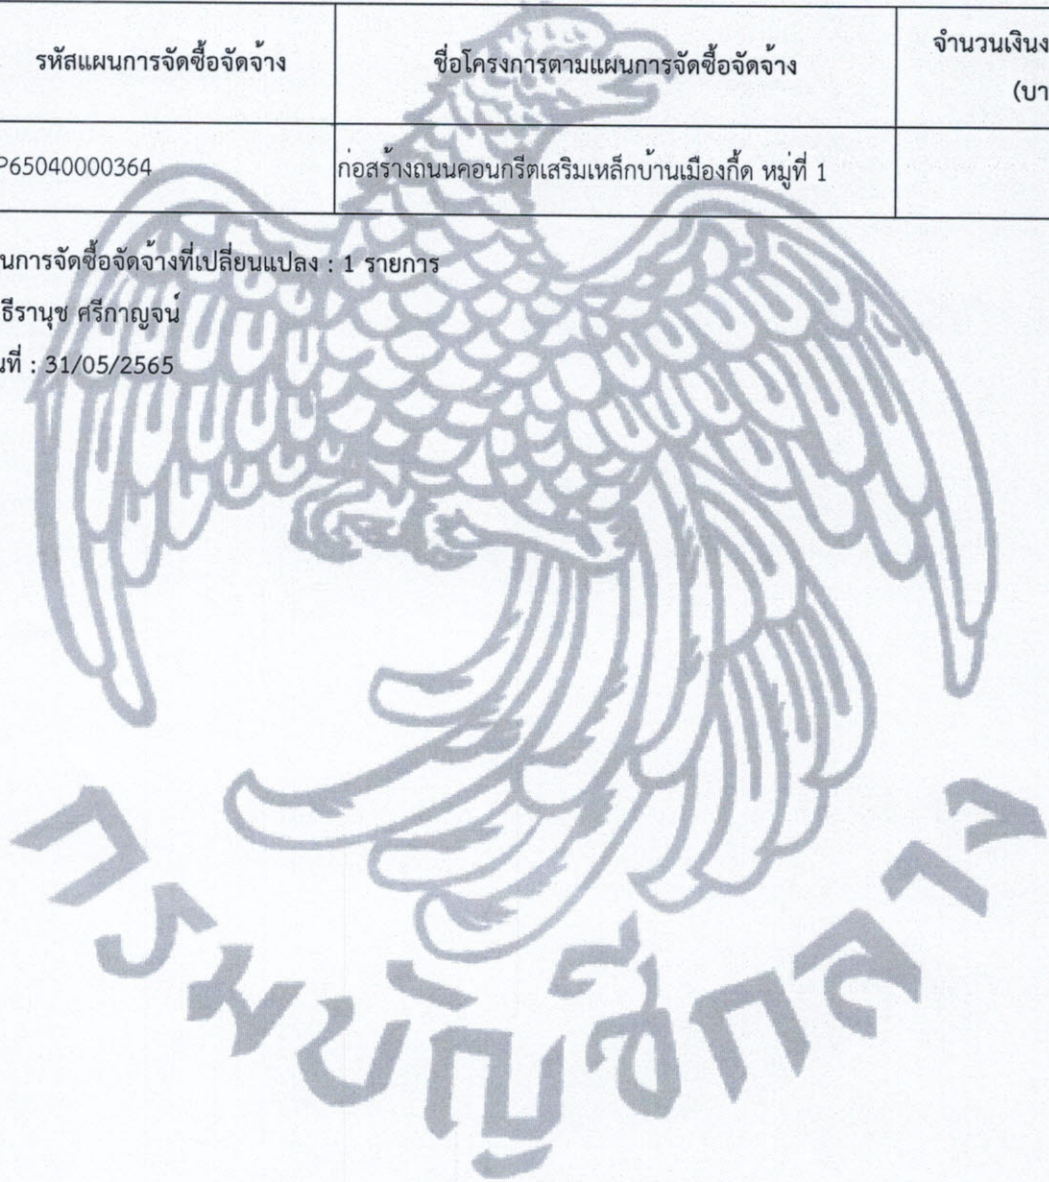 รหัสแผนการจัดซื้อจัดจ้าง
ชื่อโครงการตามแผนการจัดซื้อจัดจ้าง
จำนวนเงินง
(บา
P65040000364
ก่อสร้างถนนคอนกรีตเสริมเหล็กบ้านเมืองกื้ด หมู่ที่ 1
นการจัดซื้อจัดจ้างที่เปลี่ยนแปลง : 1 รายการ
ธีรานุช ศรีกาญจน์
นที่ : 31/05/2565
กรมบัญชีกลาง